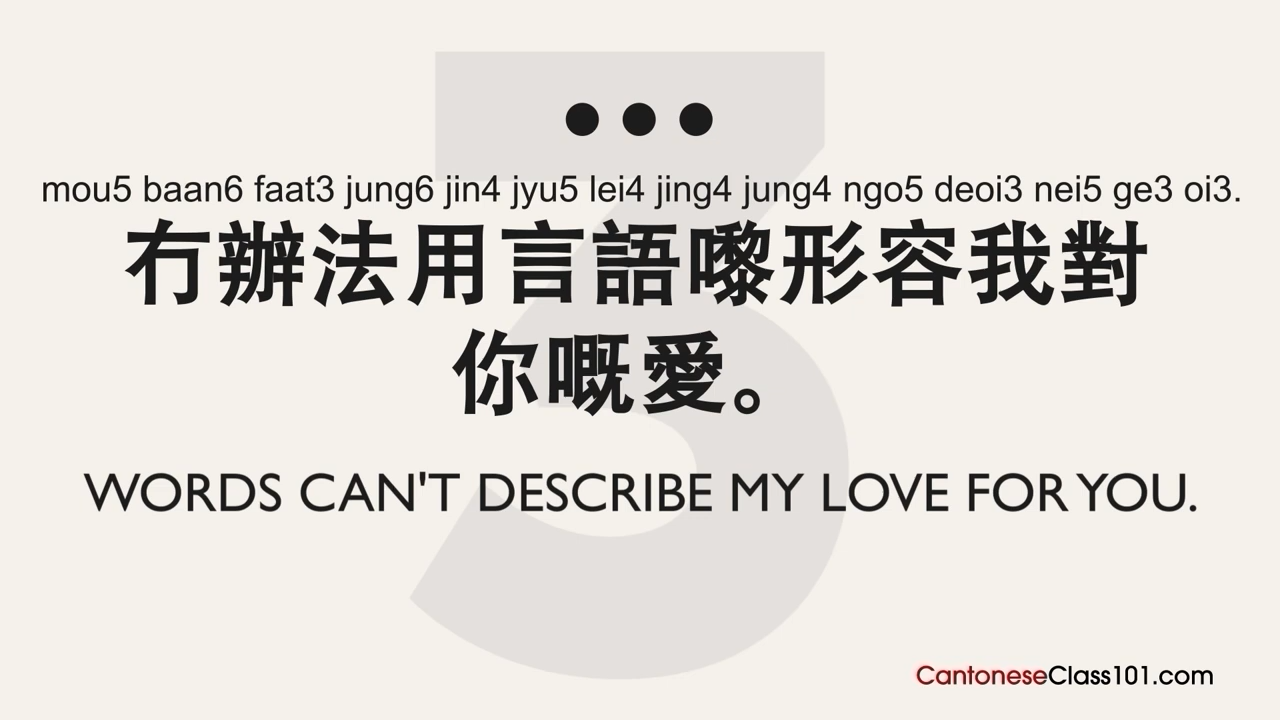 3
mou5 baan6 faat3 jung6 jin4 jyu5 lei4 jing4 jung4 ngo5 deoi3 nei5 ge3 oi3.
冇辦法用言語嚟形容我對
你嘅愛。
WORDS CAN'T DESCRIBE MY LOVE FOR YOU.
CantoneseClass101.com